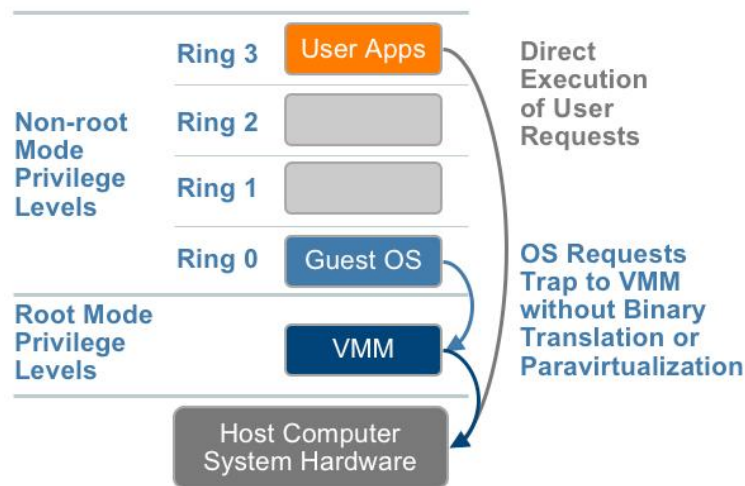 Ring 3
User Apps
Direct
Execution
of User
Requests
Non-root
Mode
Privilege
Levels
Ring 2
Ring 1
Ring 0
Guest OS
OS Requests
Trap to VMM
without Binary
Translation or
Paravirtualization
Root Mode
Privilege
Levels
VMM
Host Computer
System Hardware